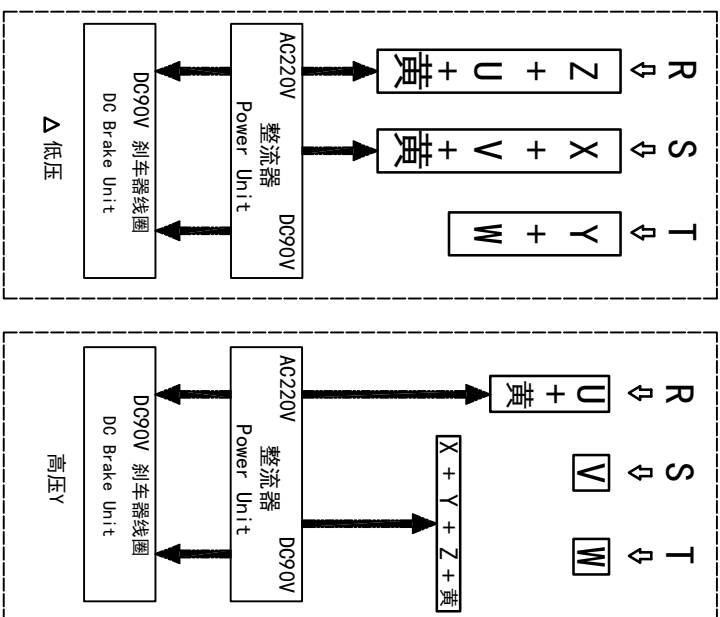 R S T
Z + U + 黄
X + V + 黄
Y + W
AC220V
DC90V
整流器
Power Unit
DC90V 刹车器线圈
DC Brake Unit
△ 低压
R S T
U + 黄
V
W
X + Y + Z + 黄
AC220V
DC90V
整流器
Power Unit
DC90V 刹车器线圈
DC Brake Unit
高压Y